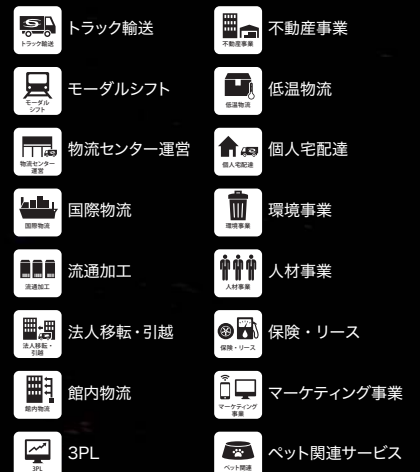 トラック輸送
トラック輸送
モーダル
シフト
モーダルシフト
物流センター
運営
物流センター運営
国際物流
国際物流
流通加工
流通加工
法人移転・
引越
法人移転・引越
館内物流
館内物流
3PL
3PL
不動産事業
不動産事業
低温物流
低温物流
個人宅配達
個人宅配達
環境事業
環境事業
人材事業
人材事業
保険・リース
保険・リース
マーケティング
事業
マーケティング事業
ペット関連
ペット関連サービス